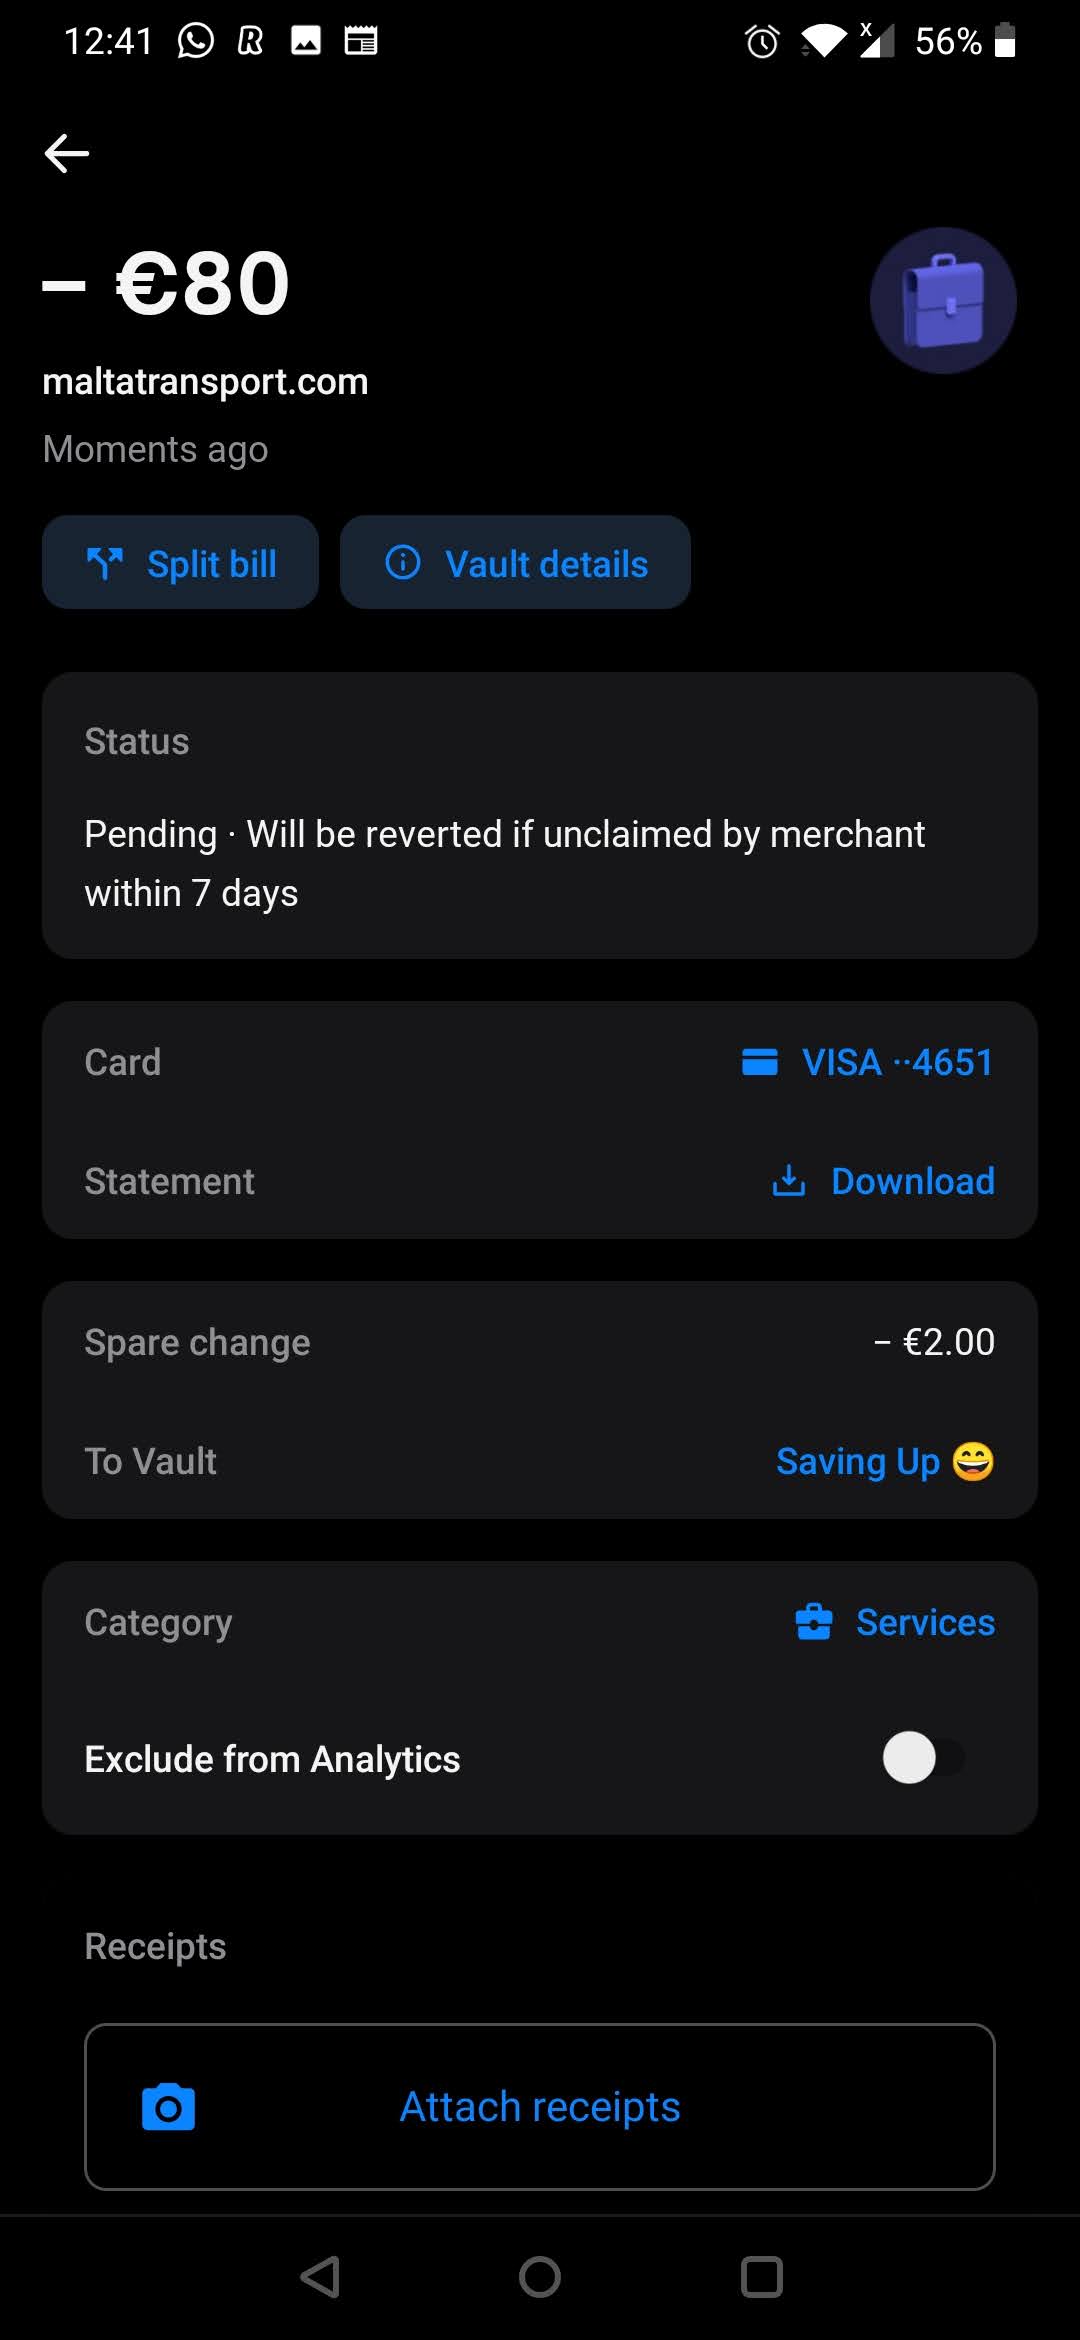 12:41
56%
– €80
maltatransport.com
Moments ago
Split bill
Vault details
Status
Pending · Will be reverted if unclaimed by merchant
within 7 days
Card
VISA ··4651
Statement
Download
Spare change
– €2.00
To Vault
Saving Up 😄
Category
Services
Exclude from Analytics
Receipts
Attach receipts